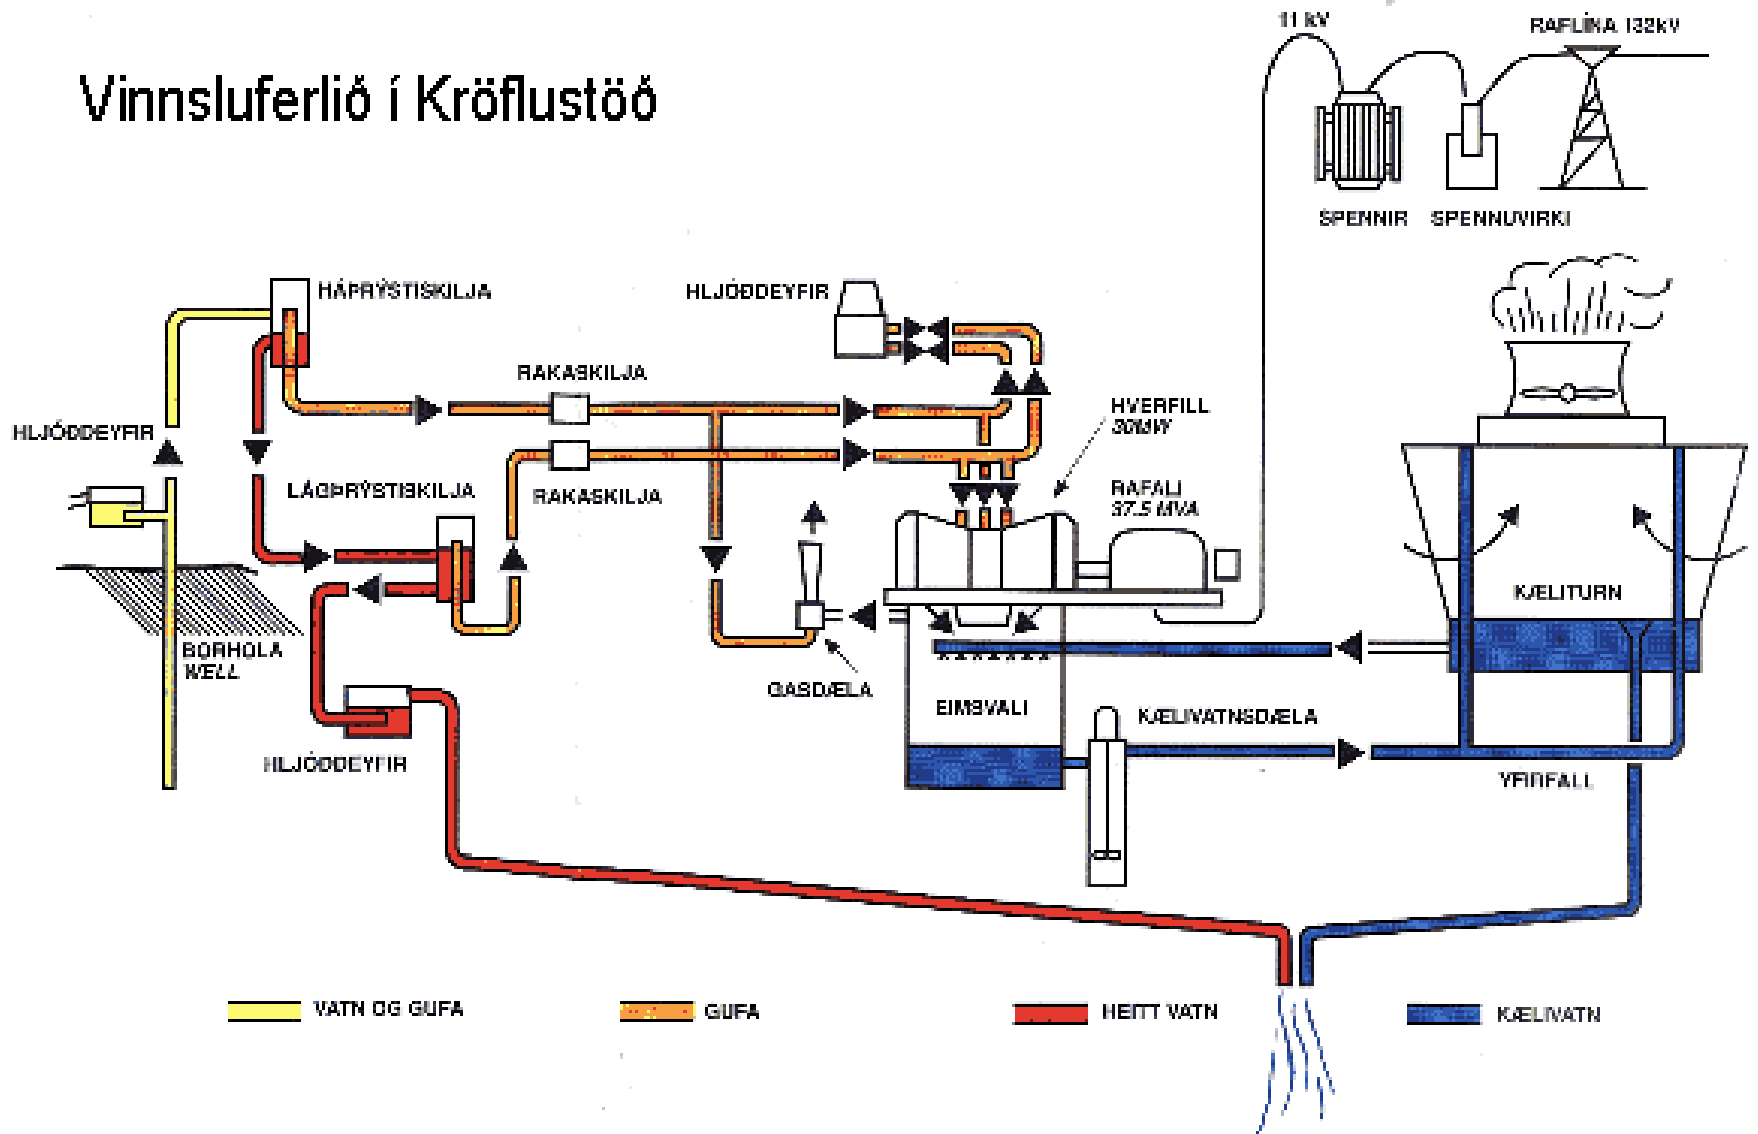 Vinnsluferlið í Kröflustöð
11 kV
RAFLÍNA 132kV
SPENNIR
SPENNUVIRKI
HÁÞRÝSTISKILJA
HLJÓÐDEYFIR
RAKASKILJA
HVERFILL
30MW
HLJÓÐDEYFIR
LÁGÞRÝSTISKILJA
RAKASKILJA
RAFALI
37.5 MVA
KÆLITURN
BORHOLA
WELL
GASDÆLA
EIMSVALI
KÆLIVATNSDÆLA
HLJÓÐDEYFIR
YFIRFALL
VATN OG GUFA
GUFA
HEITT VATN
KÆLIVATN